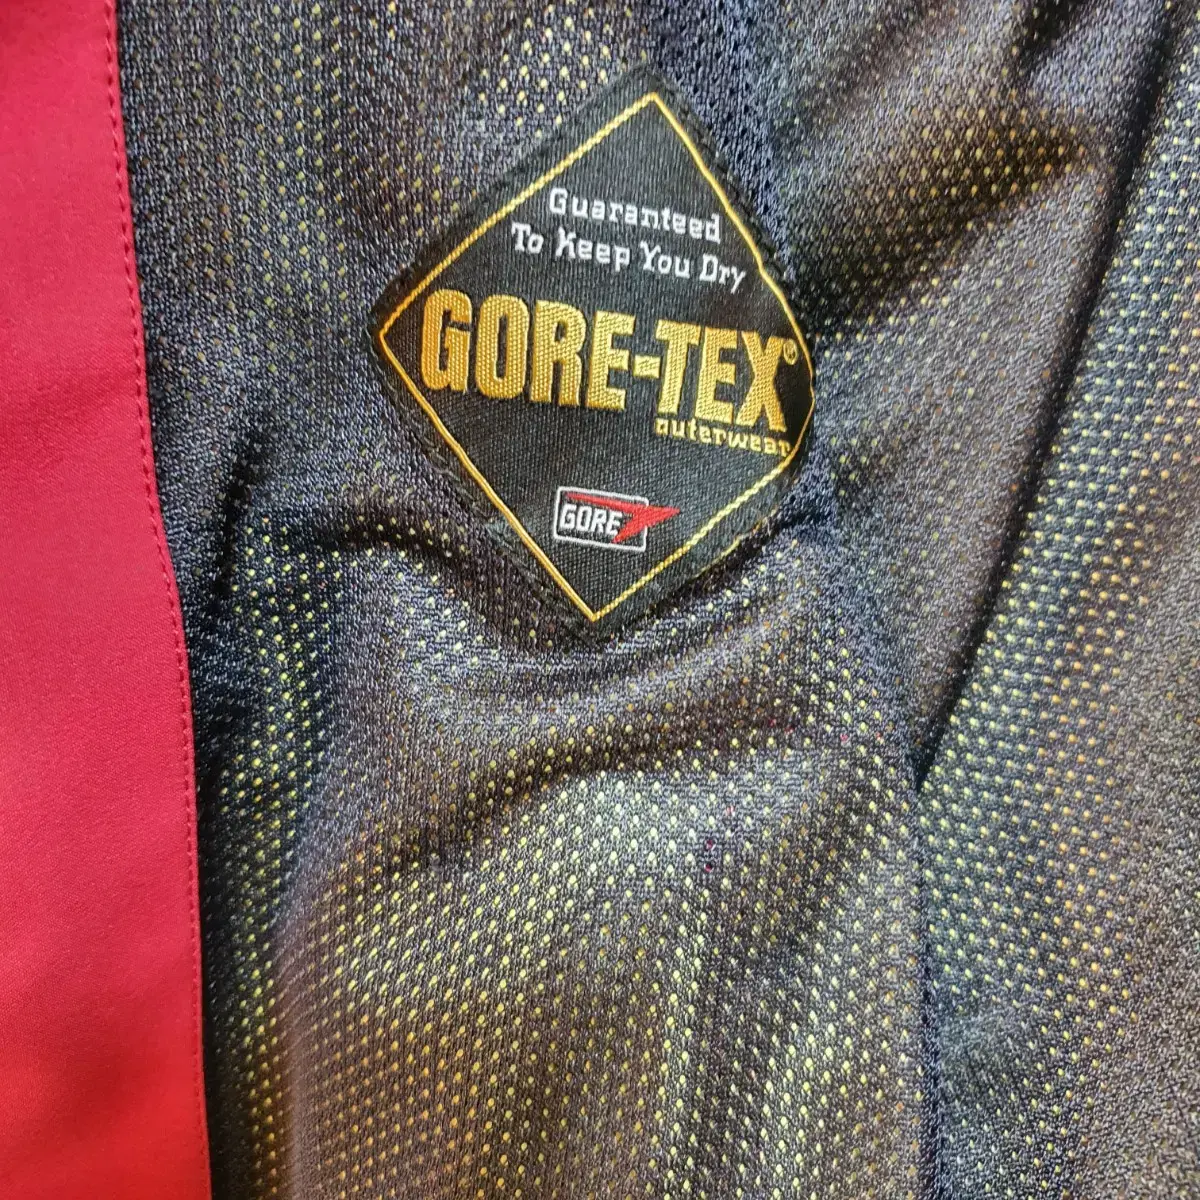 Guaranteed
To Keep You Dry
GORE-TEX®
outerwear
GORE